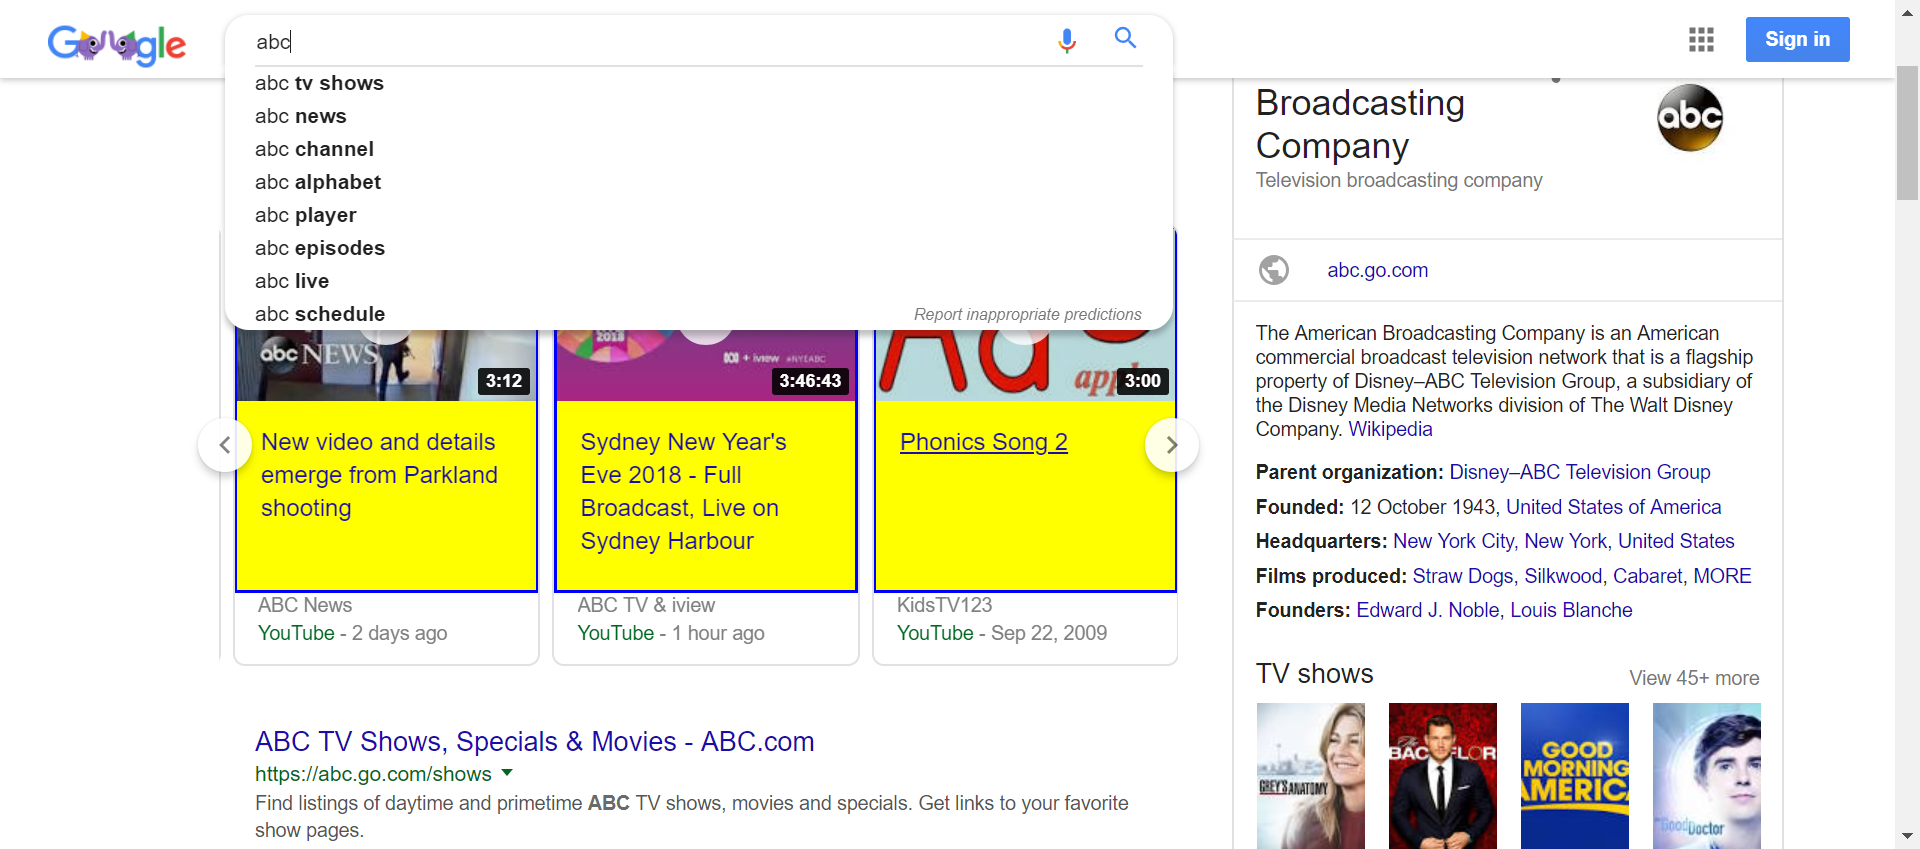 Google
abc
Sign in
abc tv shows
abc news
abc channel
abc alphabet
abc player
abc episodes
abc live
abc schedule
Report inappropriate predictions
abc NEWS
3:12
2018
+ iview #NYEABC
3:46:43
Aa
3:00
New video and details
emerge from Parkland
shooting
Sydney New Year's
Eve 2018 - Full
Broadcast, Live on
Sydney Harbour
Phonics Song 2
ABC News
YouTube - 2 days ago
ABC TV & iview
YouTube - 1 hour ago
KidsTV123
YouTube - Sep 22, 2009
ABC TV Shows, Specials & Movies - ABC.com
https://abc.go.com/shows
Find listings of daytime and primetime ABC TV shows, movies and specials. Get links to your favorite
show pages.
Broadcasting
Company
abc
Television broadcasting company
abc.go.com
The American Broadcasting Company is an American
commercial broadcast television network that is a flagship
property of Disney–ABC Television Group, a subsidiary of
the Disney Media Networks division of The Walt Disney
Company. Wikipedia
Parent organization: Disney–ABC Television Group
Founded: 12 October 1943, United States of America
Headquarters: New York City, New York, United States
Films produced: Straw Dogs, Silkwood, Cabaret, MORE
Founders: Edward J. Noble, Louis Blanche
TV shows
View 45+ more
GREY'S ANATOMY
The
BACHELOR
GOOD
MORNING
AMERICA
the GoodDoctor